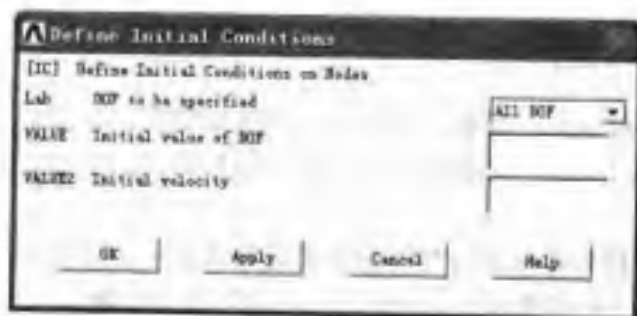 Define Initial Conditions
[IC] Define Initial Conditions on Nodes
Lab DOF to be specified All DOF
VALUE Initial value of DOF
VALUE2 Initial velocity
OK Apply Cancel Help